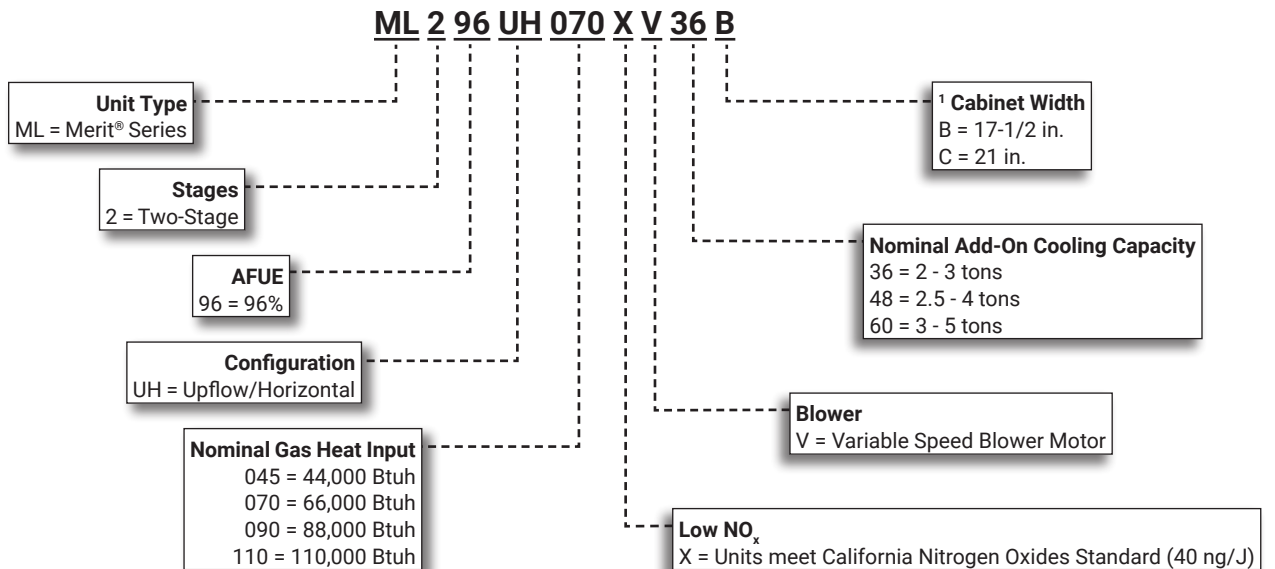 ML 2 96 UH 070 X V 36 B
Unit Type
ML = Merit® Series
Stages
2 = Two-Stage
AFUE
96 = 96%
Configuration
UH = Upflow/Horizontal
Nominal Gas Heat Input
045 = 44,000 Btuh
070 = 66,000 Btuh
090 = 88,000 Btuh
110 = 110,000 Btuh
¹ Cabinet Width
B = 17-1/2 in.
C = 21 in.
Nominal Add-On Cooling Capacity
36 = 2 - 3 tons
48 = 2.5 - 4 tons
60 = 3 - 5 tons
Blower
V = Variable Speed Blower Motor
Low NOₓ
X = Units meet California Nitrogen Oxides Standard (40 ng/J)